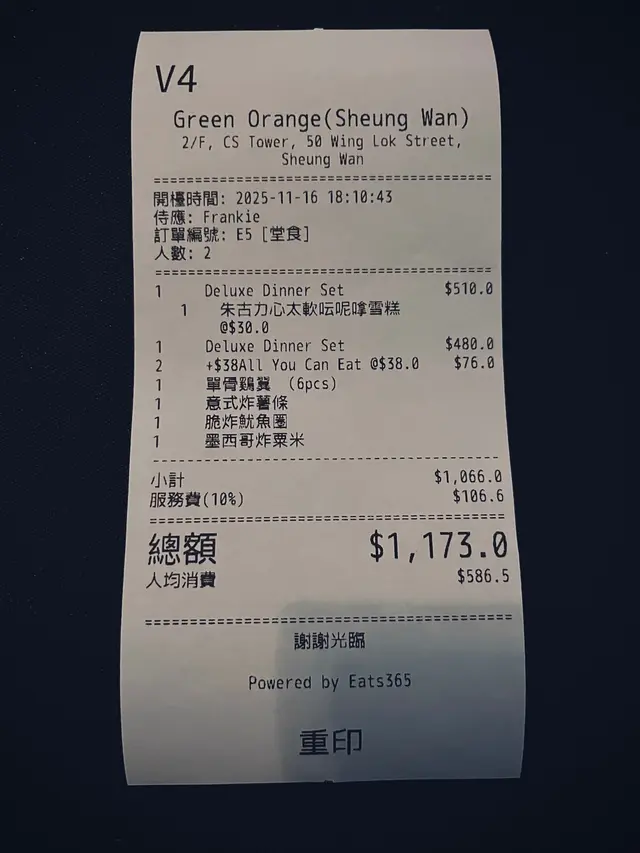 V4
Green Orange(Sheung Wan)
2/F, CS Tower, 50 Wing Lok Street,
Sheung Wan
開檯時間: 2025-11-16 18:10:43
侍應: Frankie
訂單編號: E5 [堂食]
人數: 2
1 Deluxe Dinner Set $510.0
1 朱古力心太軟呍呢嗱雪糕
@$30.0
1 Deluxe Dinner Set $480.0
2 +$38All You Can Eat @$38.0 $76.0
1 單骨鷄翼 (6pcs)
1 意式炸薯條
1 脆炸魷魚圈
1 墨西哥炸粟米
小計 $1,066.0
服務費(10%) $106.6
總額 $1,173.0
人均消費 $586.5
謝謝光臨
Powered by Eats365
重印